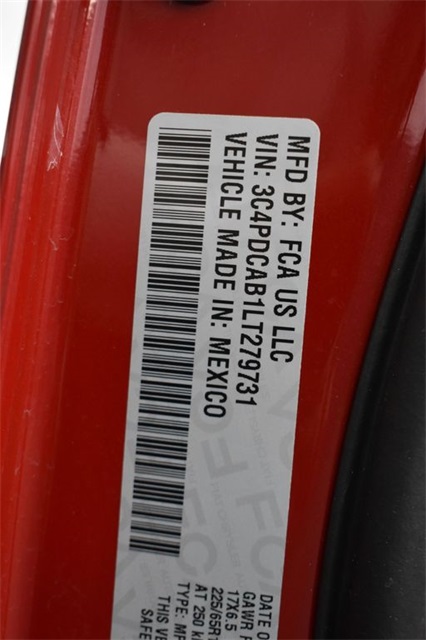 MFD BY: FCA US LLC
VIN: 3C4PDCAB1LT279731
VEHICLE MADE IN: MEXICO
DATE O
GAWR F
17X6.5
225/65R1
AT 250 k
TYPE: MP
THIS VE
SAFE